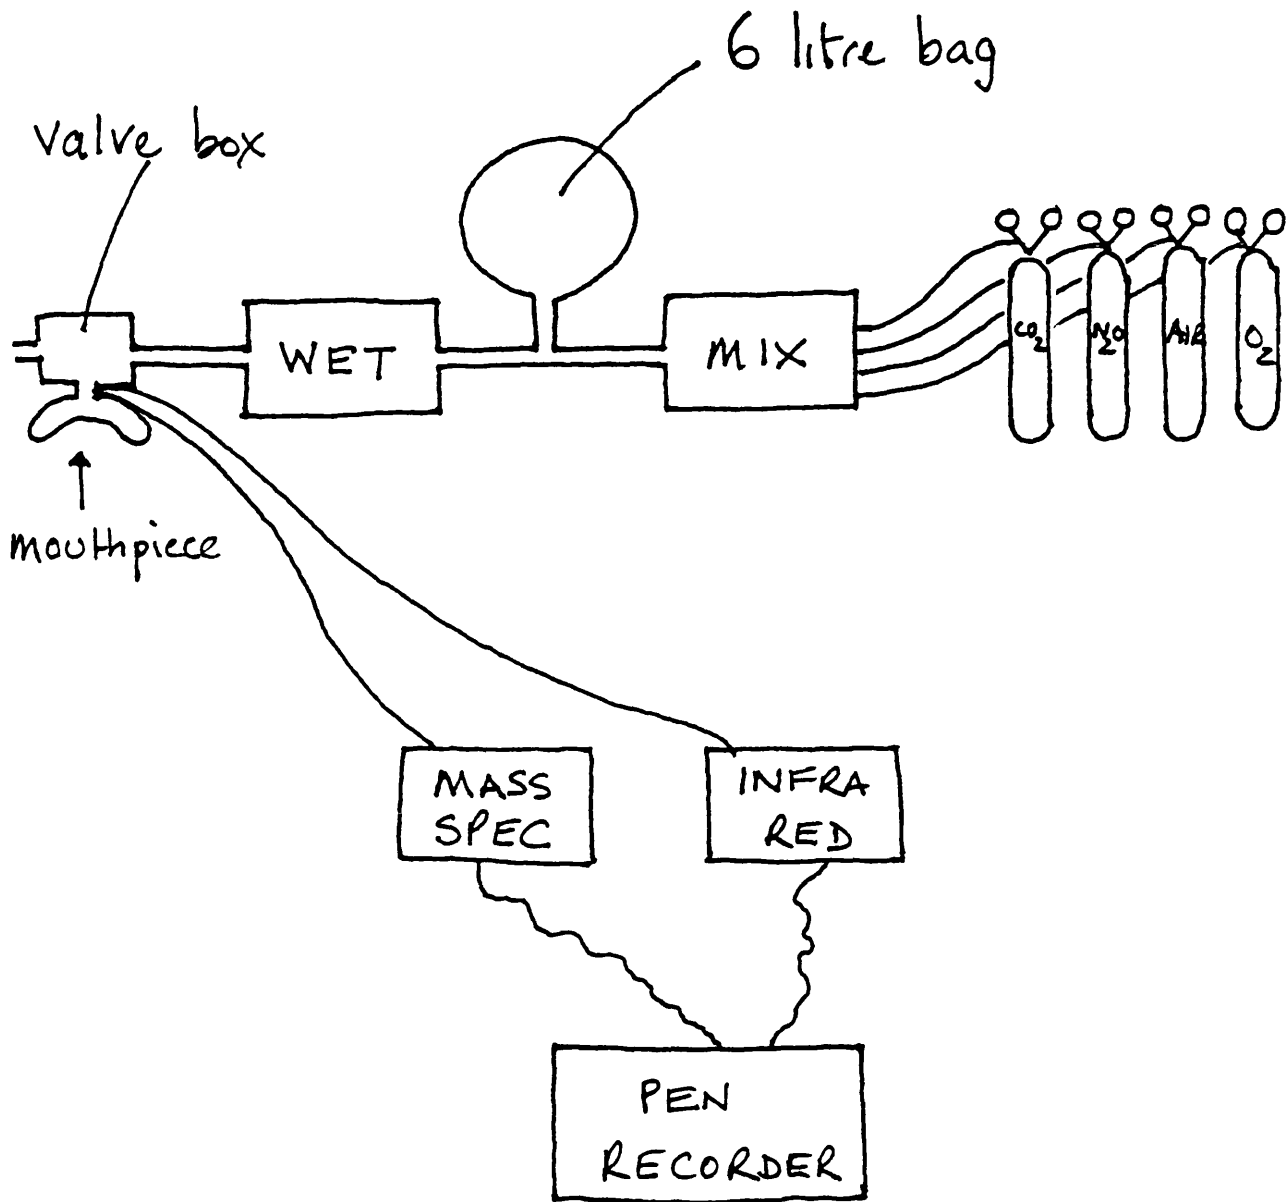 6 litre bag
valve box
WET
MIX
CO2
N2O
AIR
O2
mouthpiece
MASS
SPEC
INFRA
RED
PEN
RECORDER